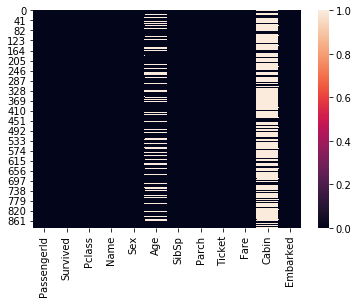 0
41
82
123
164
205
246
287
328
369
410
451
492
533
574
615
656
697
738
779
820
861
1.0
0.8
0.6
0.4
0.2
0.0
PassengerId
Survived
Pclass
Name
Sex
Age
SibSp
Parch
Ticket
Fare
Cabin
Embarked